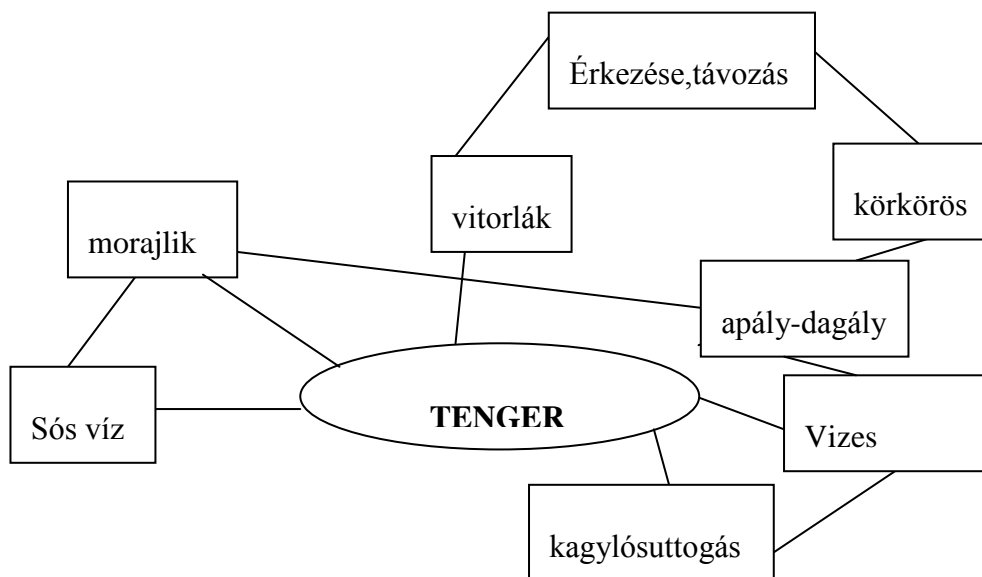 Érkezése,távozás
vitorlák
körkörös
morajlik
apály-dagály
TENGER
Sós víz
Vizes
kagylósuttogás